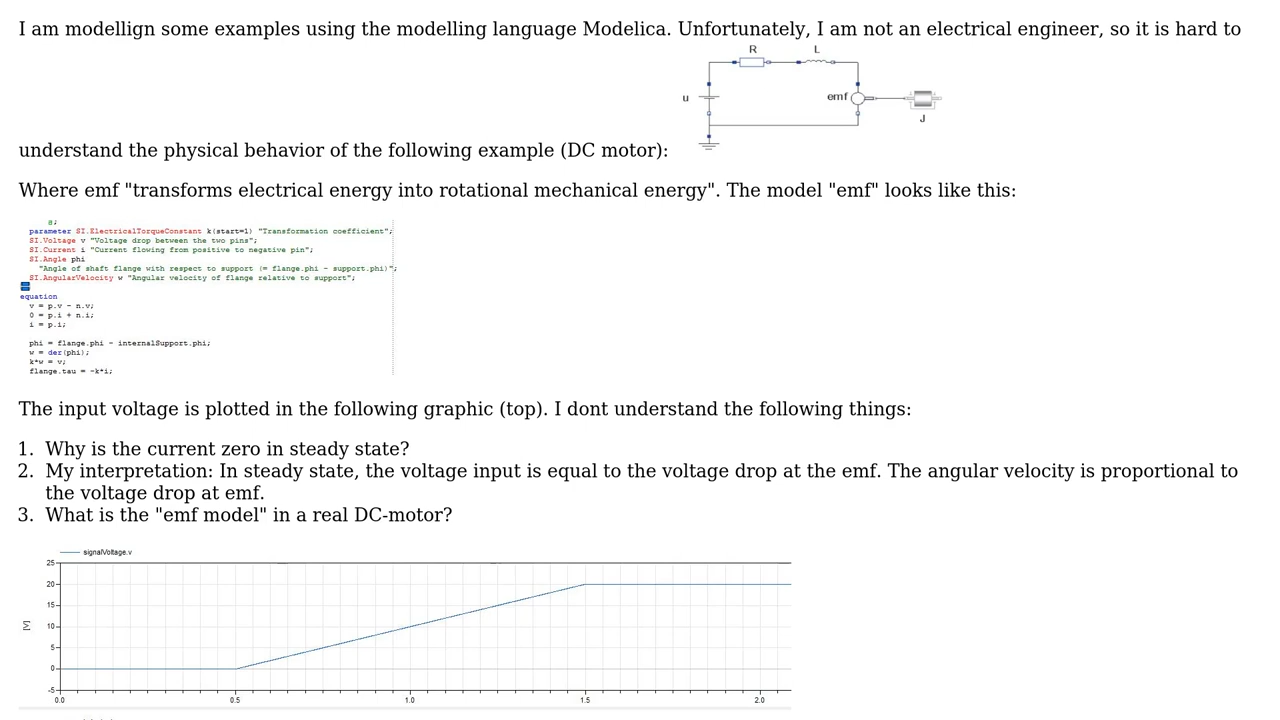 I am modellign some examples using the modelling language Modelica. Unfortunately, I am not an electrical engineer, so it is hard to
R L
u emf
J
understand the physical behavior of the following example (DC motor):
Where emf "transforms electrical energy into rotational mechanical energy". The model "emf" looks like this:
a;
parameter SI.ElectricalTorqueConstant k(start=1) "Transformation coefficient";
SI.Voltage v "Voltage drop between the two pins";
SI.Current i "Current flowing from positive to negative pin";
SI.Angle phi
"Angle of shaft flange with respect to support (= flange.phi - support.phi)";
SI.AngularVelocity w "Angular velocity of flange relative to support";
equation
v = p.v - n.v;
0 = p.i + n.i;
i = p.i;
phi = flange.phi - internalSupport.phi;
w = der(phi);
k*w = v;
flange.tau = -k*i;
The input voltage is plotted in the following graphic (top). I dont understand the following things:
1. Why is the current zero in steady state?
2. My interpretation: In steady state, the voltage input is equal to the voltage drop at the emf. The angular velocity is proportional to
the voltage drop at emf.
3. What is the "emf model" in a real DC-motor?
signalVoltage.v
25
20
15
[V]
10
5
0
-5
0.0 0.5 1.0 1.5 2.0